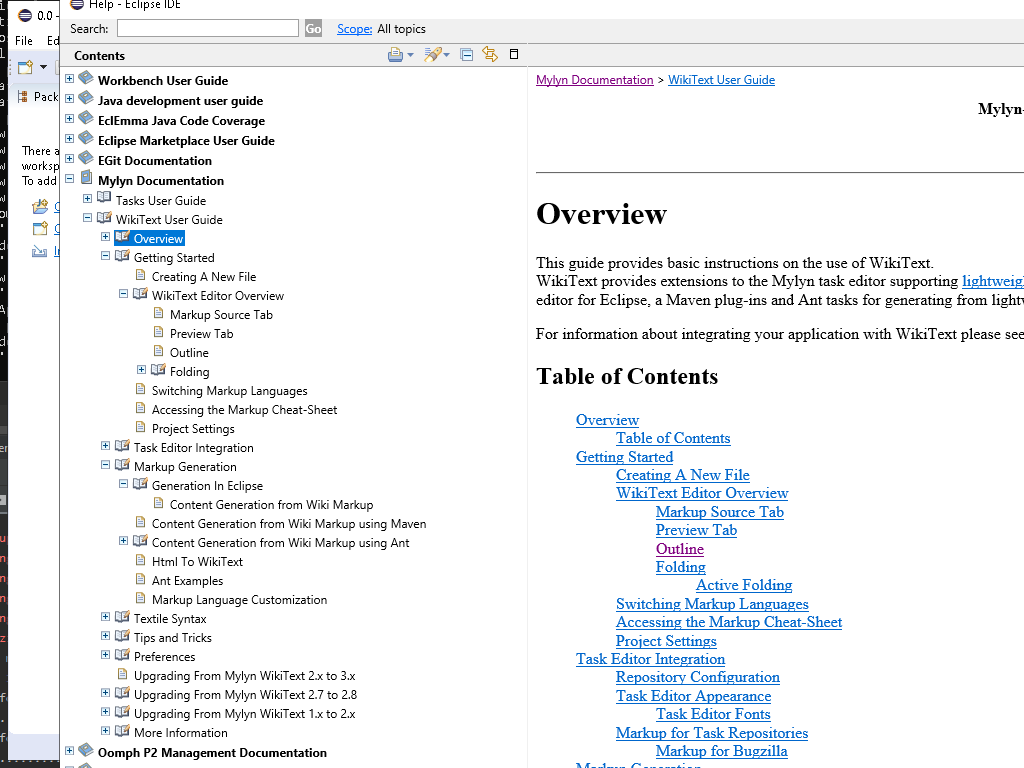 Help - Eclipse IDE
0.0 -
File Ed
Search: Go Scope: All topics
Contents
Pack
There a
worksp
To add
Workbench User Guide
Java development user guide
EclEmma Java Code Coverage
Eclipse Marketplace User Guide
EGit Documentation
Mylyn Documentation
Tasks User Guide
WikiText User Guide
Overview
Getting Started
Creating A New File
WikiText Editor Overview
Markup Source Tab
Preview Tab
Outline
Folding
Switching Markup Languages
Accessing the Markup Cheat-Sheet
Project Settings
Task Editor Integration
Markup Generation
Generation In Eclipse
Content Generation from Wiki Markup
Content Generation from Wiki Markup using Maven
Content Generation from Wiki Markup using Ant
Html To WikiText
Ant Examples
Markup Language Customization
Textile Syntax
Tips and Tricks
Preferences
Upgrading From Mylyn WikiText 2.x to 3.x
Upgrading From Mylyn WikiText 2.7 to 2.8
Upgrading From Mylyn WikiText 1.x to 2.x
More Information
Oomph P2 Management Documentation
Mylyn Documentation > WikiText User Guide
Mylyn-
Overview
This guide provides basic instructions on the use of WikiText.
WikiText provides extensions to the Mylyn task editor supporting lightweigh
editor for Eclipse, a Maven plug-ins and Ant tasks for generating from lightw
For information about integrating your application with WikiText please see
Table of Contents
Overview
Table of Contents
Getting Started
Creating A New File
WikiText Editor Overview
Markup Source Tab
Preview Tab
Outline
Folding
Active Folding
Switching Markup Languages
Accessing the Markup Cheat-Sheet
Project Settings
Task Editor Integration
Repository Configuration
Task Editor Appearance
Task Editor Fonts
Markup for Task Repositories
Markup for Bugzilla
Markup Generation